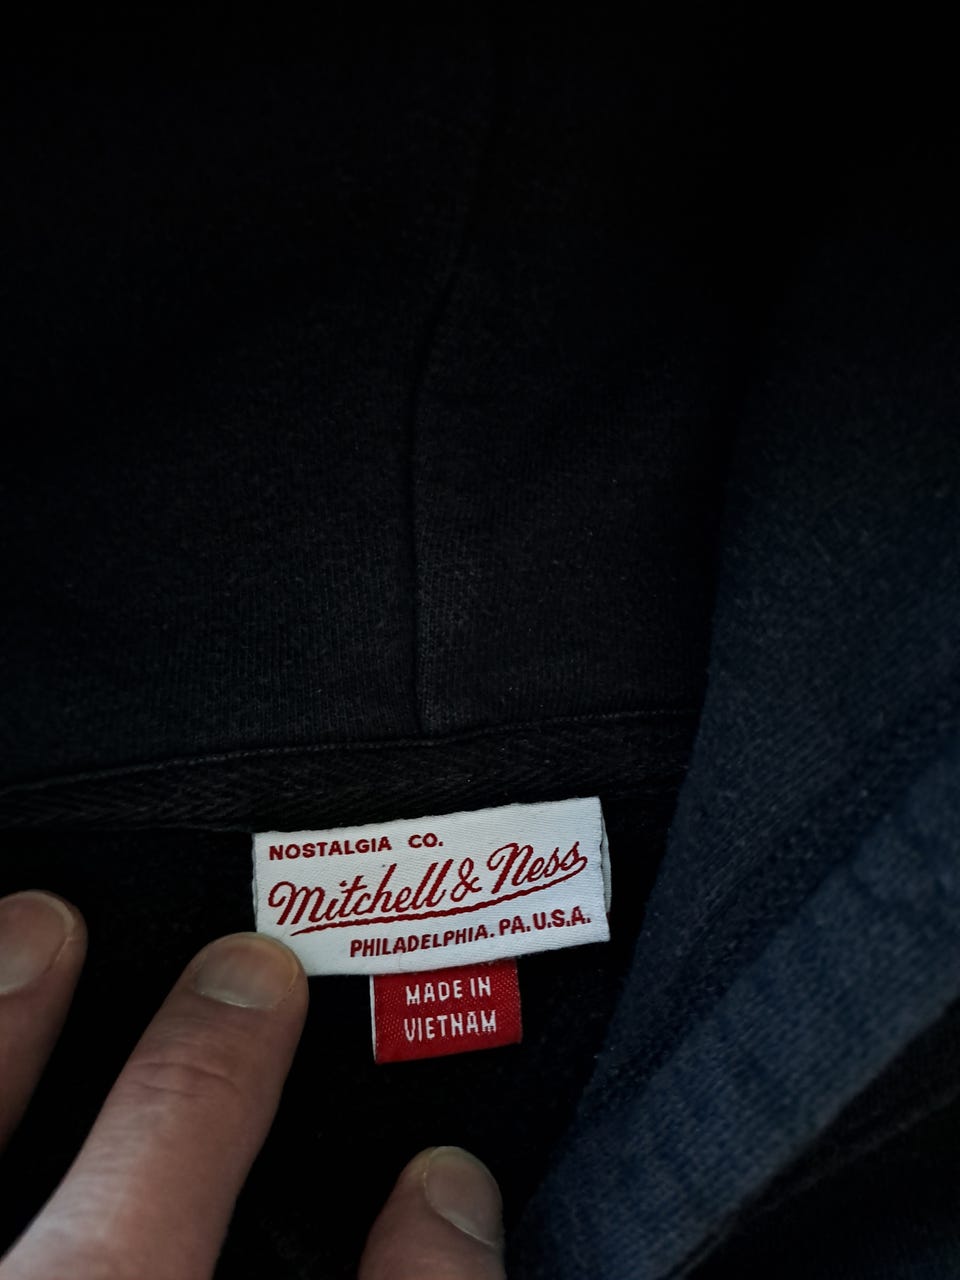 NOSTALGIA CO.
Mitchell & Ness
PHILADELPHIA. PA. U.S.A.
MADE IN
VIETNAM